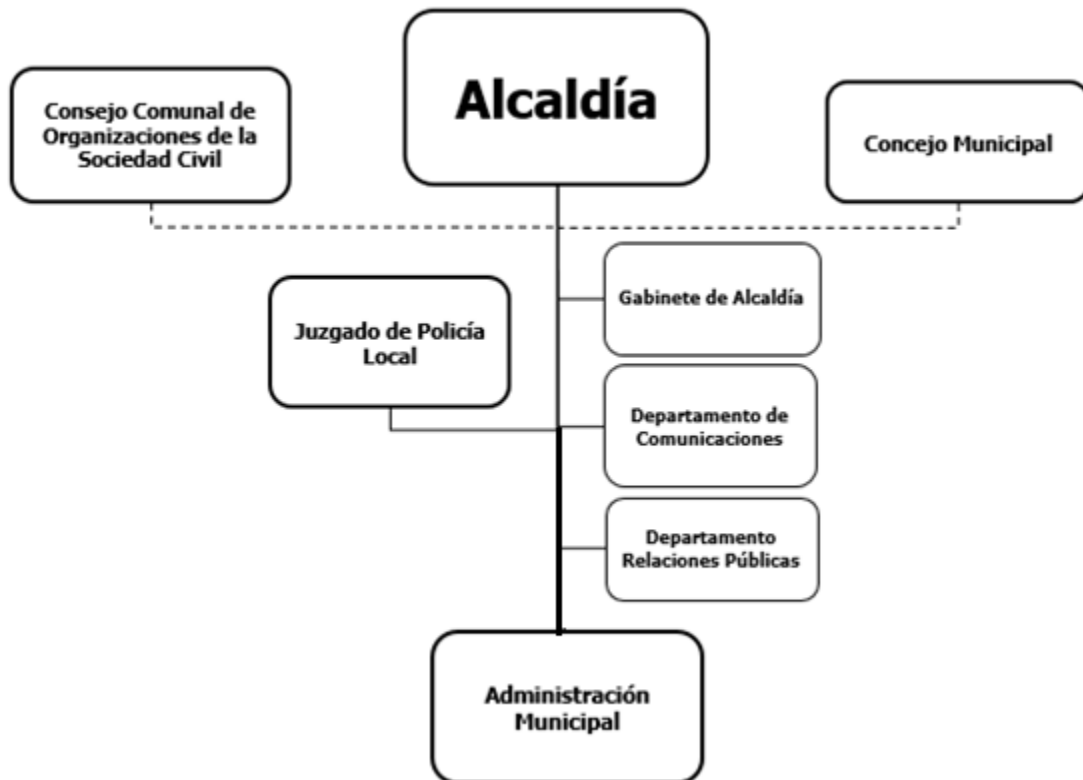 Alcaldía
Consejo Comunal de
Organizaciones de la
Sociedad Civil
Concejo Municipal
Gabinete de Alcaldía
Juzgado de Policía
Local
Departamento de
Comunicaciones
Departamento
Relaciones Públicas
Administración
Municipal